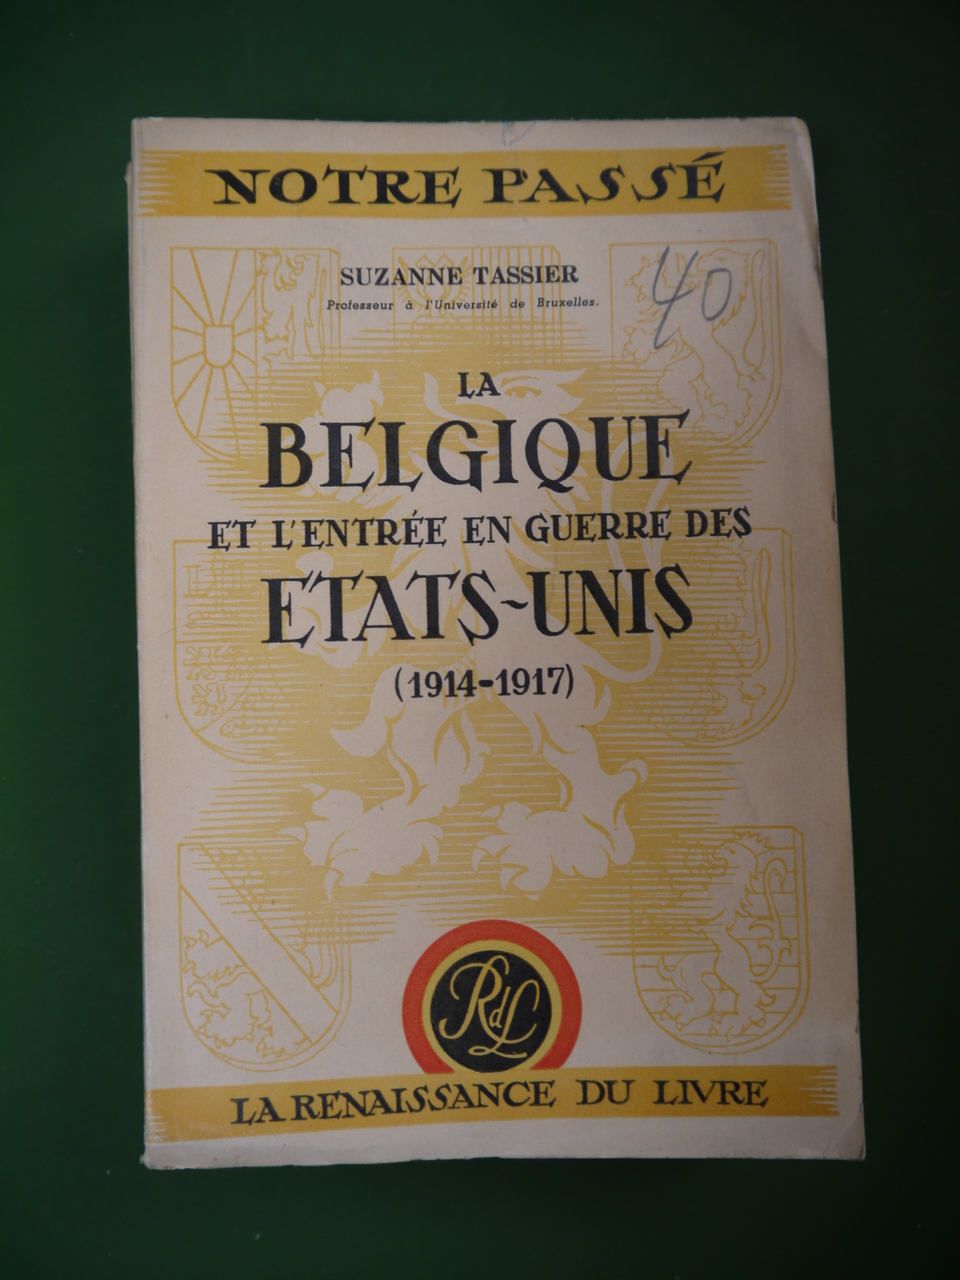 NOTRE PASSÉ
SUZANNE TASSIER
Professeur à l'Université de Bruxelles.
40
LA
BELGIQUE
ET L'ENTRÉE EN GUERRE DES
ETATS-UNIS
(1914-1917)
RdL
LA RENAISSANCE DU LIVRE